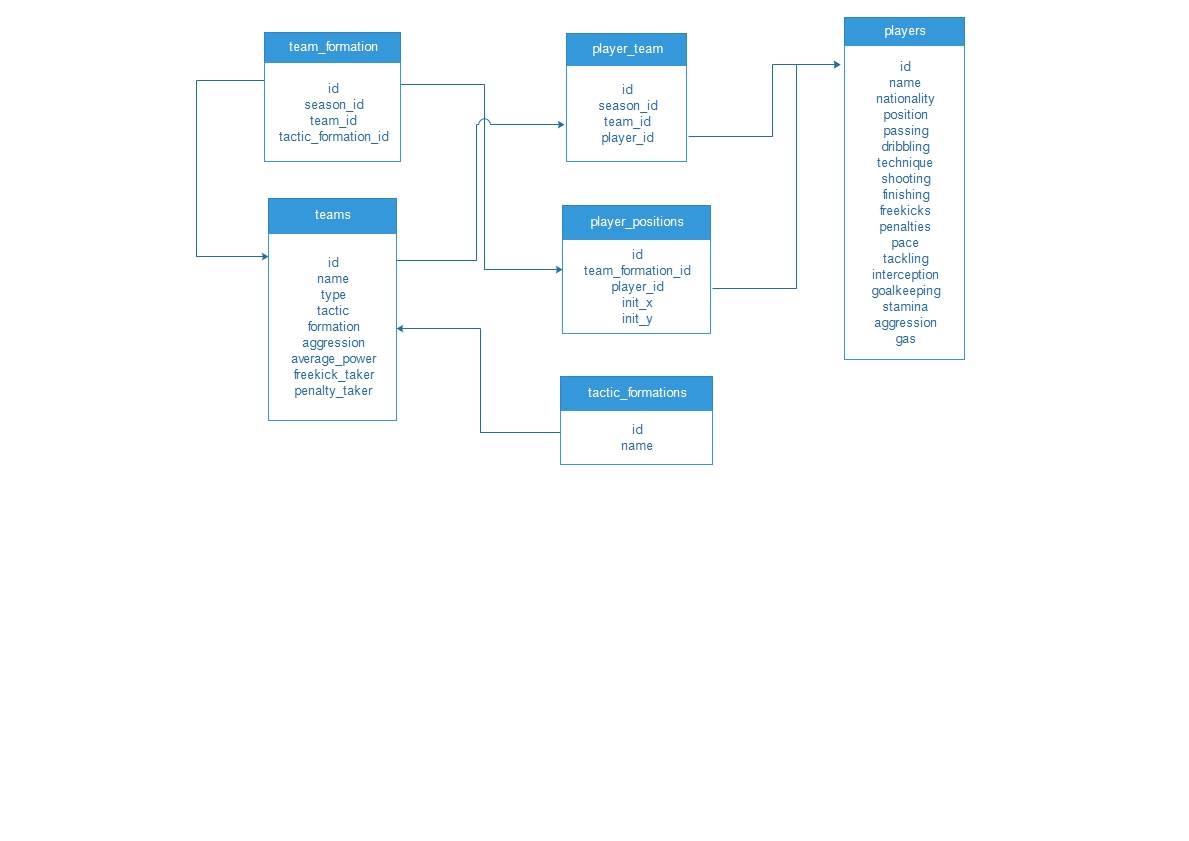 team_formation
id
season_id
team_id
tactic_formation_id
player_team
id
season_id
team_id
player_id
players
id
name
nationality
position
passing
dribbling
technique
shooting
finishing
freekicks
penalties
pace
tackling
interception
goalkeeping
stamina
aggression
gas
teams
id
name
type
tactic
formation
aggression
average_power
freekick_taker
penalty_taker
player_positions
id
team_formation_id
player_id
init_x
init_y
tactic_formations
id
name